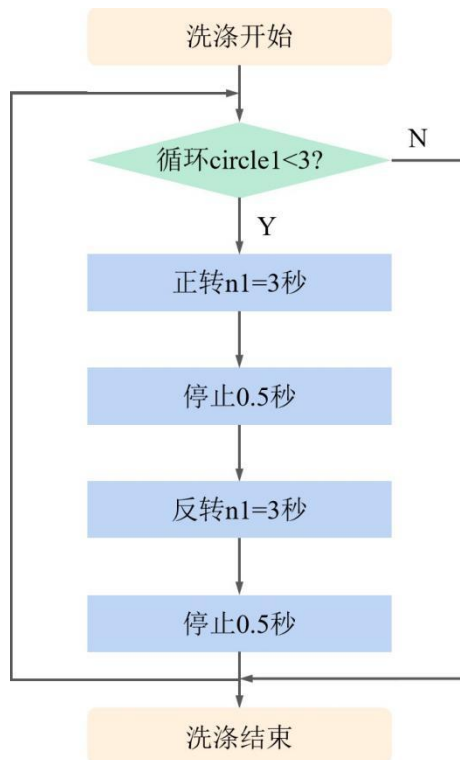 洗涤开始
循环circle1<3?
N
Y
正转n1=3秒
停止0.5秒
反转n1=3秒
停止0.5秒
洗涤结束